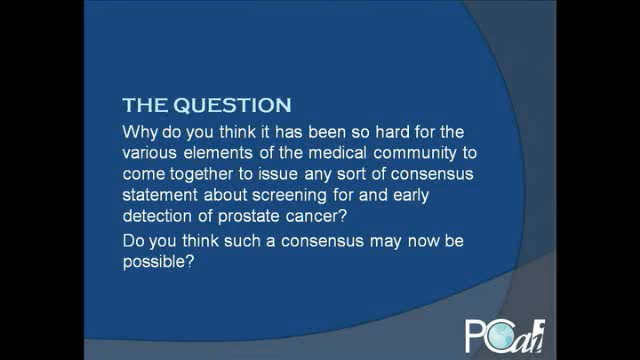 THE QUESTION
Why do you think it has been so hard for the
various elements of the medical community to
come together to issue any sort of consensus
statement about screening for and early
detection of prostate cancer?
Do you think such a consensus may now be
possible?
PCaI